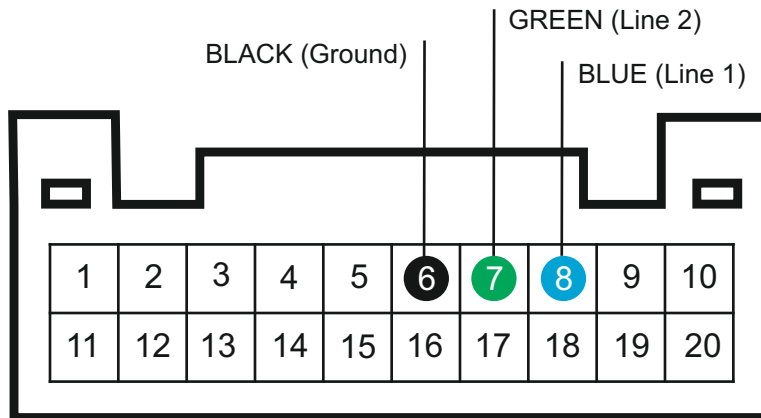 GREEN (Line 2)
BLACK (Ground)
BLUE (Line 1)
1 2 3 4 5 6 7 8 9 10
11 12 13 14 15 16 17 18 19 20